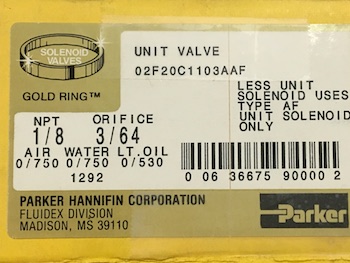 SOLENOID
VALVES
GOLD RING™
UNIT VALVE
02F20C1103AAF
LESS UNIT
SOLENOID USES
TYPE AF
UNIT SOLENOID
ONLY
NPT ORIFICE
1/8 3/64
AIR WATER LT.OIL
0/750 0/750 0/530
1292
0 06 36675 90000 2
PARKER HANNIFIN CORPORATION
FLUIDEX DIVISION
MADISON, MS 39110
Parker